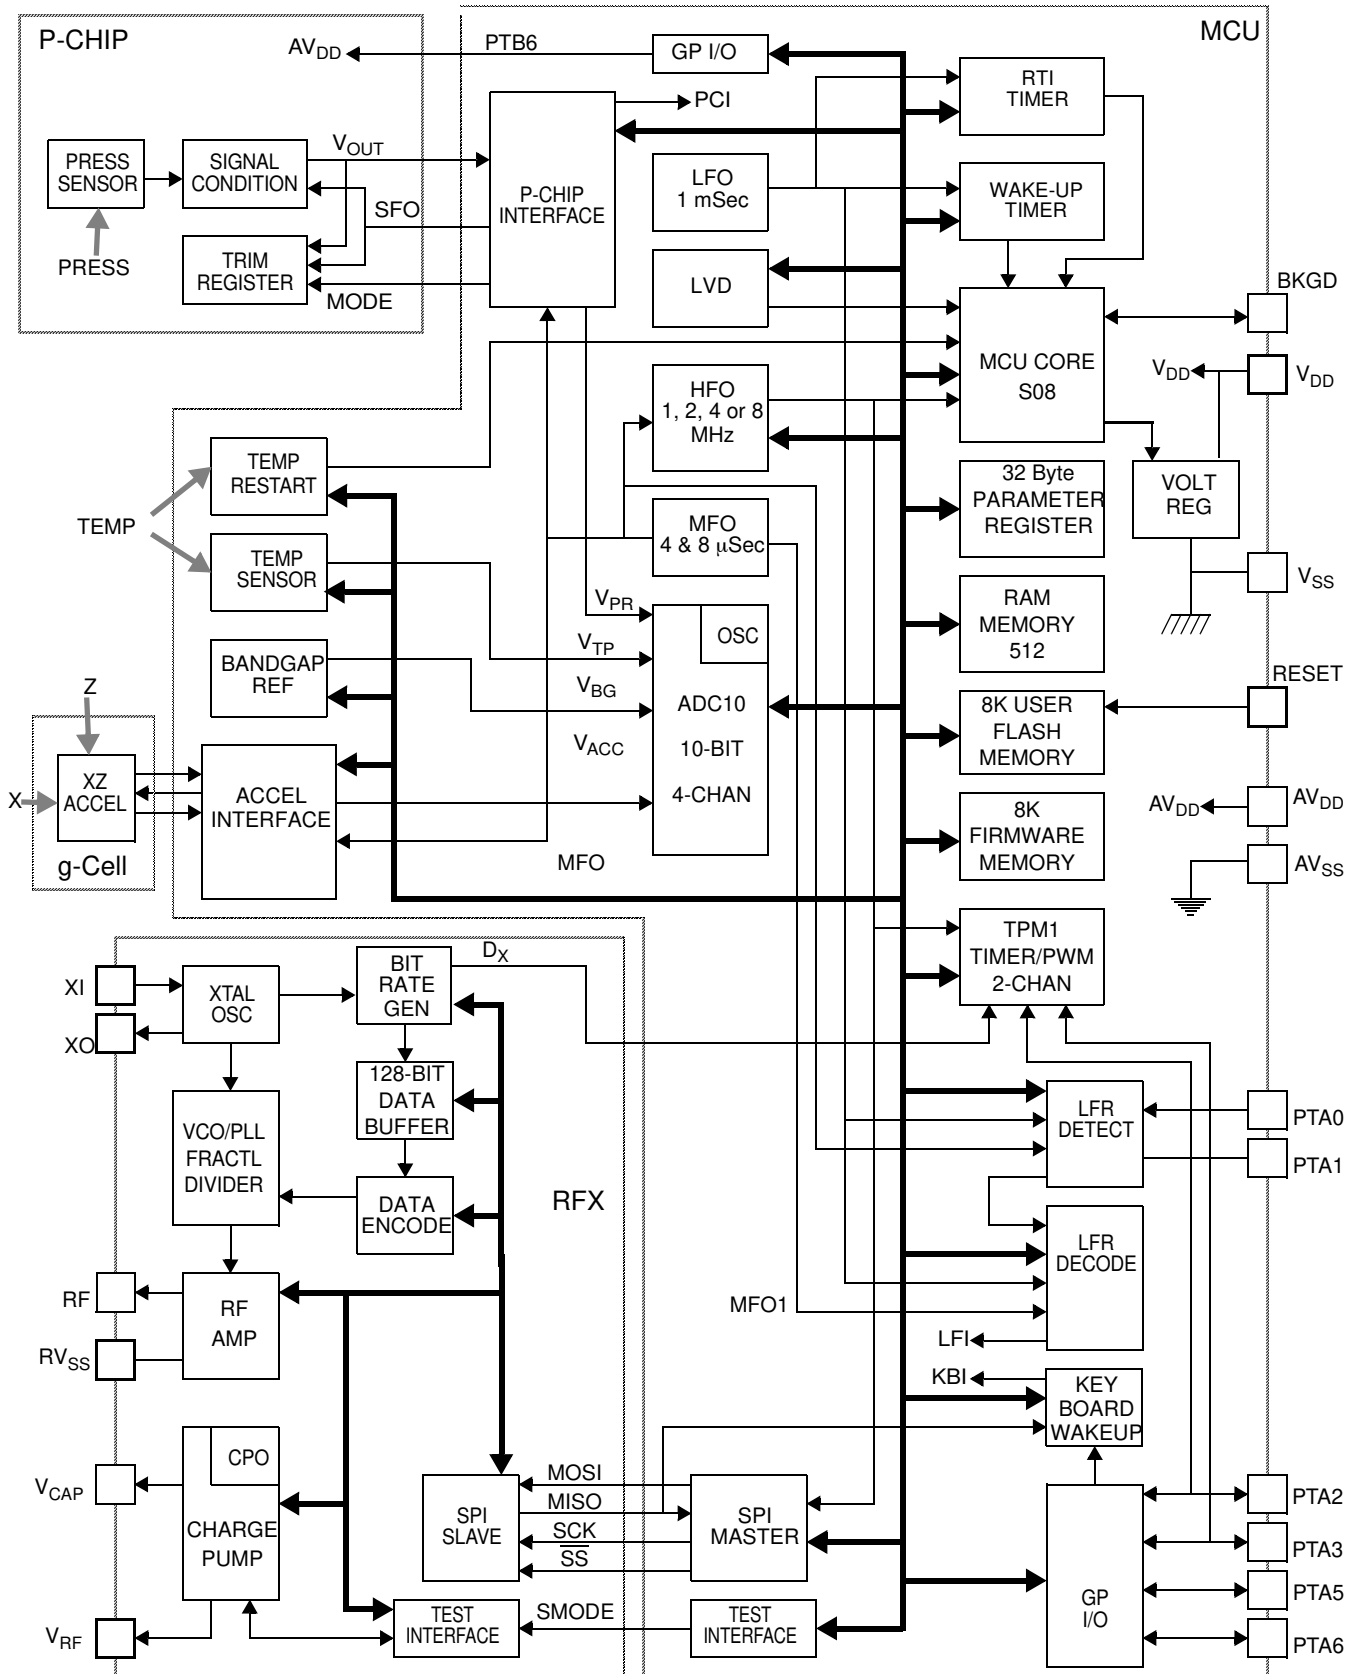 P-CHIP
MCU
AVDD
PTB6
GP I/O
PCI
RTI
TIMER
PRESS
SENSOR
SIGNAL
CONDITION
VOUT
P-CHIP
INTERFACE
LFO
1 mSec
WAKE-UP
TIMER
SFO
PRESS
TRIM
REGISTER
MODE
LVD
BKGD
MCU CORE
S08
VDD
VDD
HFO
1, 2, 4 or 8
MHz
TEMP
RESTART
32 Byte
PARAMETER
REGISTER
VOLT
REG
TEMP
MFO
4 & 8 μSec
TEMP
SENSOR
VSS
VPR
OSC
RAM
MEMORY
512
VTP
BANDGAP
REF
VBG
RESET
Z
ADC10
10-BIT
4-CHAN
8K USER
FLASH
MEMORY
VACC
X
XZ
ACCEL
ACCEL
INTERFACE
AVDD
AVDD
8K
FIRMWARE
MEMORY
g-Cell
MFO
AVSS
TPM1
TIMER/PWM
2-CHAN
DX
BIT
RATE
GEN
XI
XTAL
OSC
XO
128-BIT
DATA
BUFFER
LFR
DETECT
PTA0
PTA1
VCO/PLL
FRACTL
DIVIDER
DATA
ENCODE
RFX
LFR
DECODE
RF
RF
AMP
MFO1
LFI
RVSS
KBI
KEY
BOARD
WAKEUP
CPO
VCAP
CHARGE
PUMP
SPI
SLAVE
MOSI
MISO
SCK
SS
SPI
MASTER
PTA2
PTA3
PTA5
PTA6
GP
I/O
VRF
TEST
INTERFACE
SMODE
TEST
INTERFACE